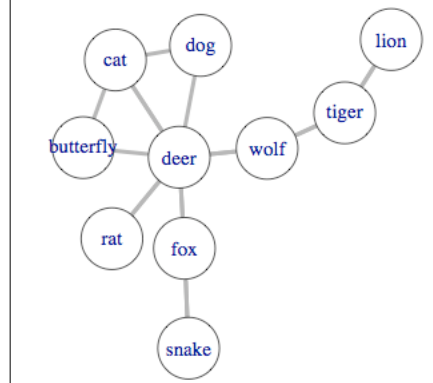 lion
dog
cat
tiger
butterfly
wolf
deer
rat
fox
snake